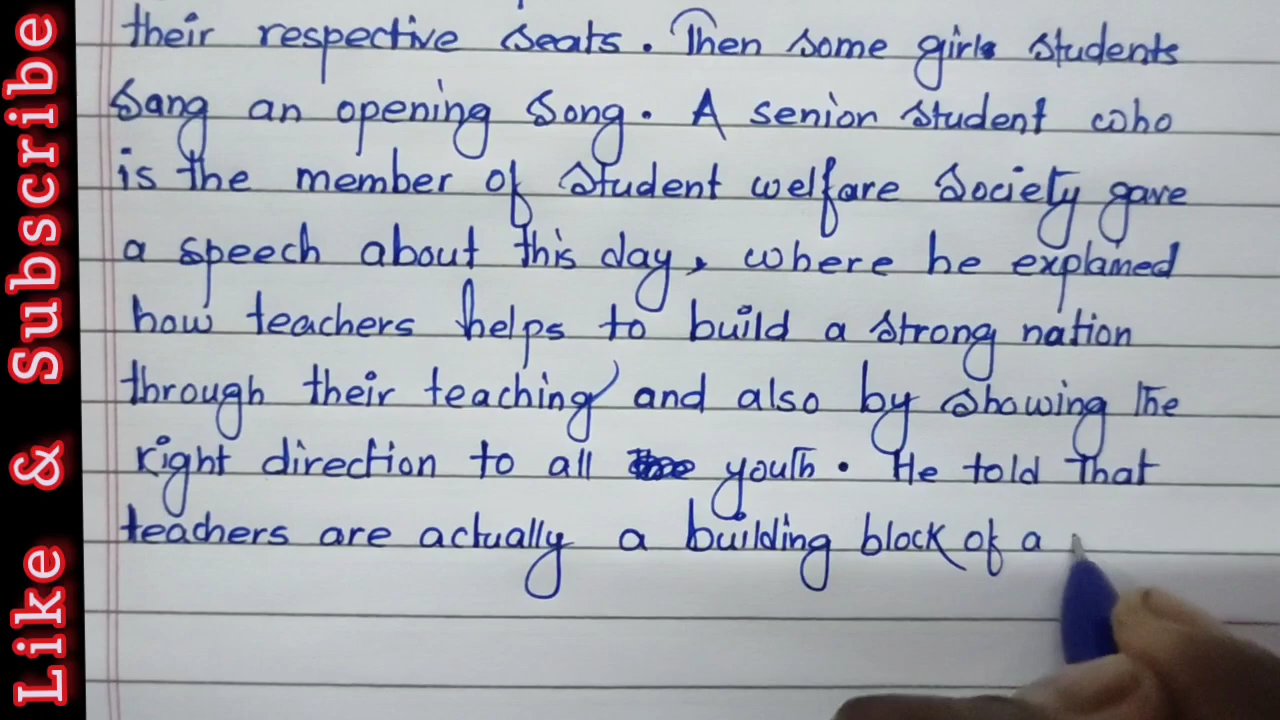 Like & Subscribe
their respective seats. Then some girls students
sang an opening song. A senior student who
is the member of student welfare society gave
a speech about this day, where he explained
how teachers helps to build a strong nation
through their teaching and also by showing the
right direction to all youth. He told that
teachers are actually a building block of a